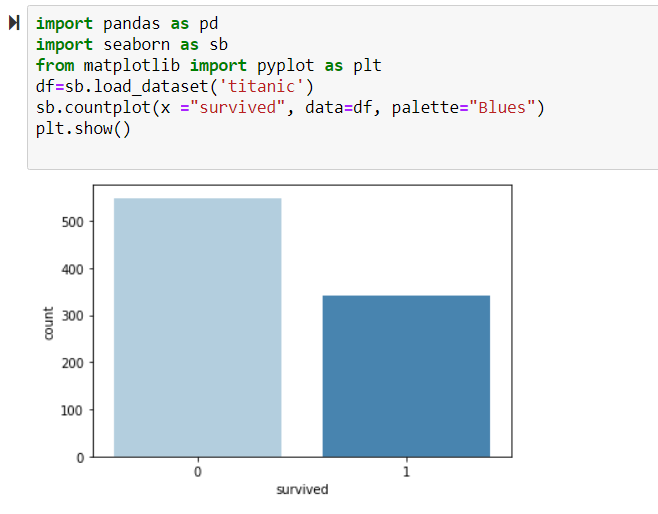 import pandas as pd
import seaborn as sb
from matplotlib import pyplot as plt
df=sb.load_dataset('titanic')
sb.countplot(x ="survived", data=df, palette="Blues")
plt.show()
500
400
300
200
100
0
count
0 1
survived